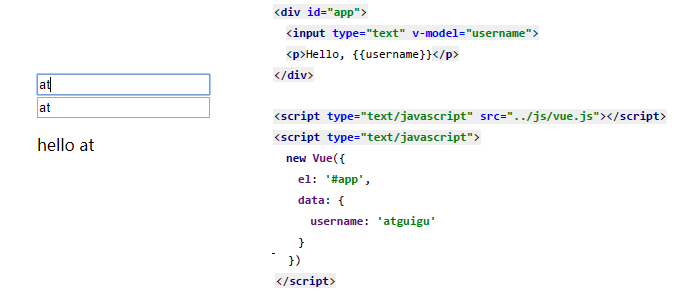 at
at
hello at
<div id="app">
<input type="text" v-model="username">
<p>Hello, {{username}}</p>
</div>
<script type="text/javascript" src="../js/vue.js"></script>
<script type="text/javascript">
new Vue({
el: '#app',
data: {
username: 'atguigu'
}
})
</script>